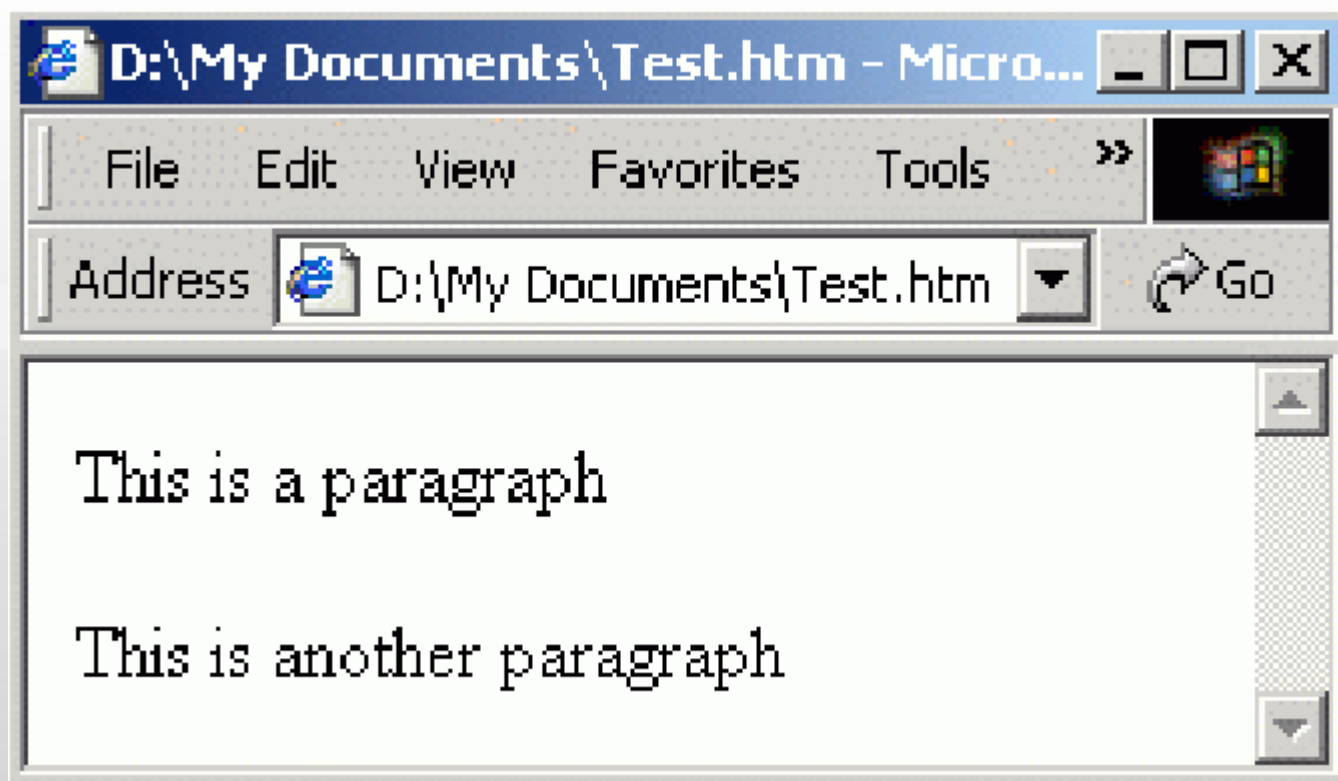 D:\My Documents\Test.htm - Micro...
File Edit View Favorites Tools »
Address D:\My Documents\Test.htm Go
This is a paragraph
This is another paragraph